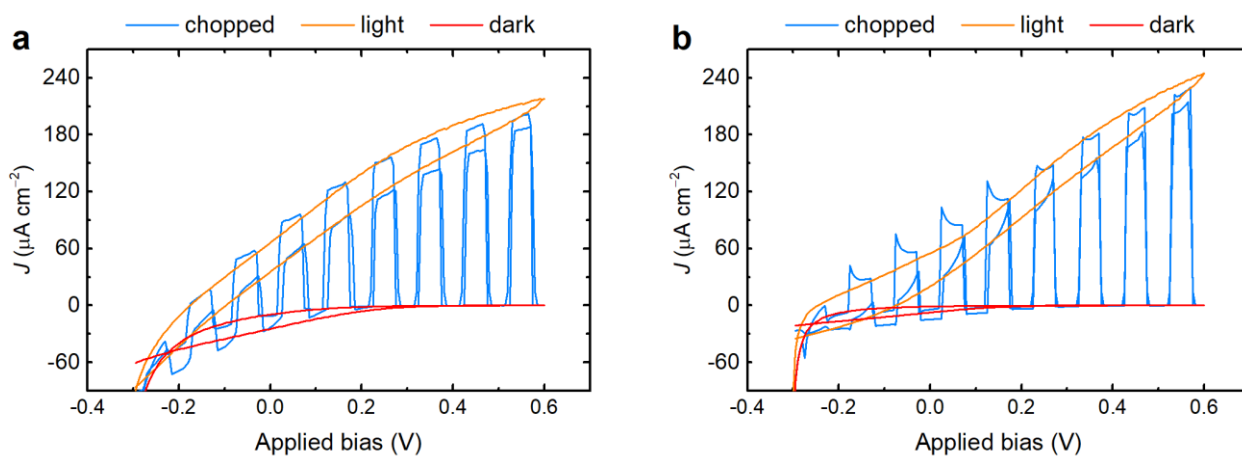 chopped light dark
a
240
180
120
60
0
-60
J (μA cm⁻²)
-0.4 -0.2 0.0 0.2 0.4 0.6
Applied bias (V)
chopped light dark
b
240
180
120
60
0
-60
J (μA cm⁻²)
-0.4 -0.2 0.0 0.2 0.4 0.6
Applied bias (V)